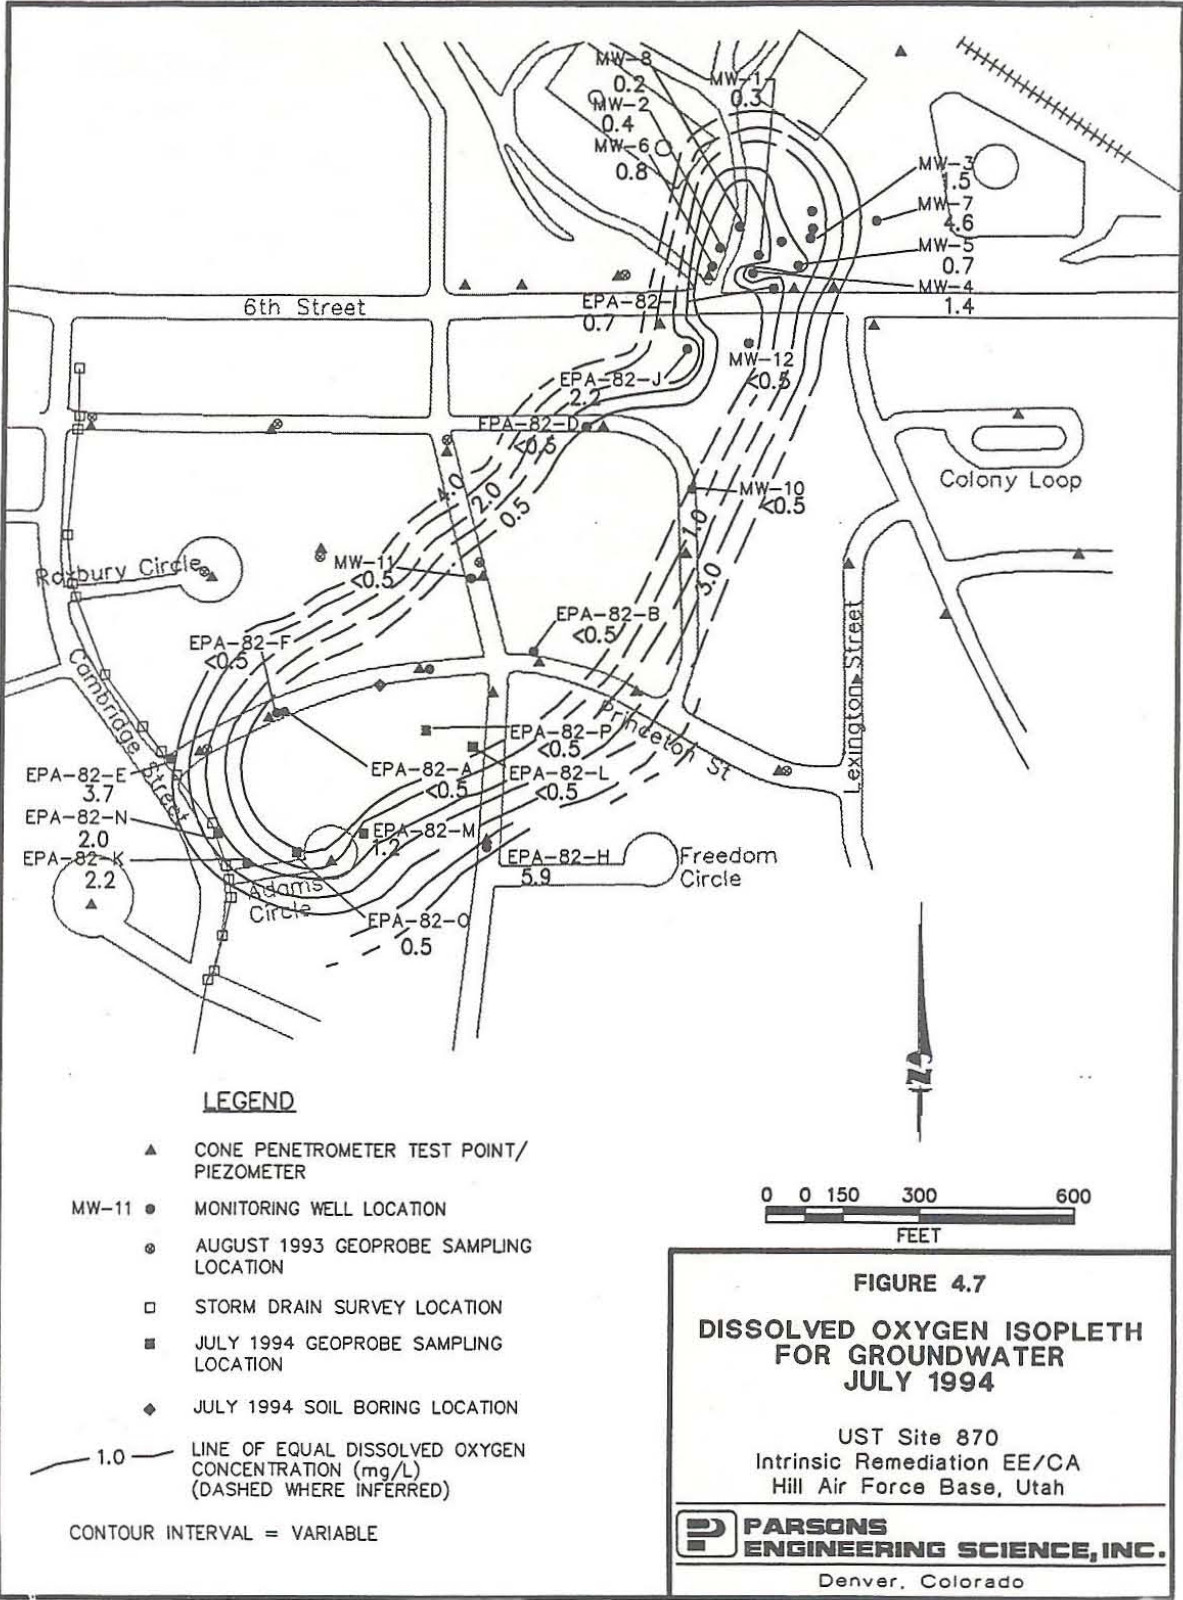 MW-8
0.2
MW-1
0.3
MW-2
0.4
MW-6
0.8
MW-3
1.5
MW-7
4.6
MW-5
0.7
MW-4
1.4
6th Street
EPA-82-I
0.7
MW-12
<0.5
EPA-82-J
2.2
EPA-82-D
<0.5
Colony Loop
4.0
2.0
0.5
MW-10
<0.5
1.0
3.0
Roxbury Circle
MW-11
<0.5
EPA-82-B
<0.5
Lexington Street
EPA-82-F
<0.5
Cambridge Street
Princeton St
EPA-82-P
<0.5
EPA-82-E
3.7
EPA-82-A
<0.5
EPA-82-L
<0.5
EPA-82-N
2.0
EPA-82-M
1.2
EPA-82-K
2.2
EPA-82-H
5.9
Freedom
Circle
Adams
Circle
EPA-82-O
0.5
N
LEGEND
CONE PENETROMETER TEST POINT/
PIEZOMETER
MW-11 MONITORING WELL LOCATION
AUGUST 1993 GEOPROBE SAMPLING
LOCATION
STORM DRAIN SURVEY LOCATION
JULY 1994 GEOPROBE SAMPLING
LOCATION
JULY 1994 SOIL BORING LOCATION
1.0 LINE OF EQUAL DISSOLVED OXYGEN
CONCENTRATION (mg/L)
(DASHED WHERE INFERRED)
CONTOUR INTERVAL = VARIABLE
0 0 150 300 600
FEET
FIGURE 4.7
DISSOLVED OXYGEN ISOPLETH
FOR GROUNDWATER
JULY 1994
UST Site 870
Intrinsic Remediation EE/CA
Hill Air Force Base, Utah
PARSONS
ENGINEERING SCIENCE, INC.
Denver, Colorado